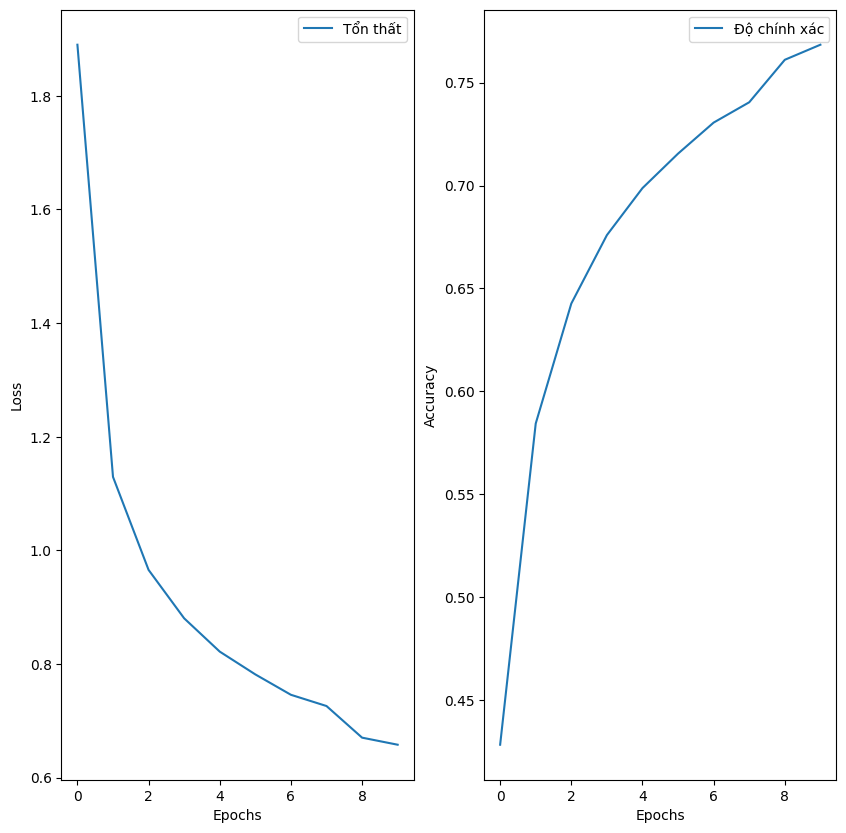 Tổn thất
1.8
1.6
1.4
1.2
1.0
0.8
0.6
Loss
0 2 4 6 8
Epochs
Độ chính xác
0.75
0.70
0.65
0.60
0.55
0.50
0.45
Accuracy
0 2 4 6 8
Epochs